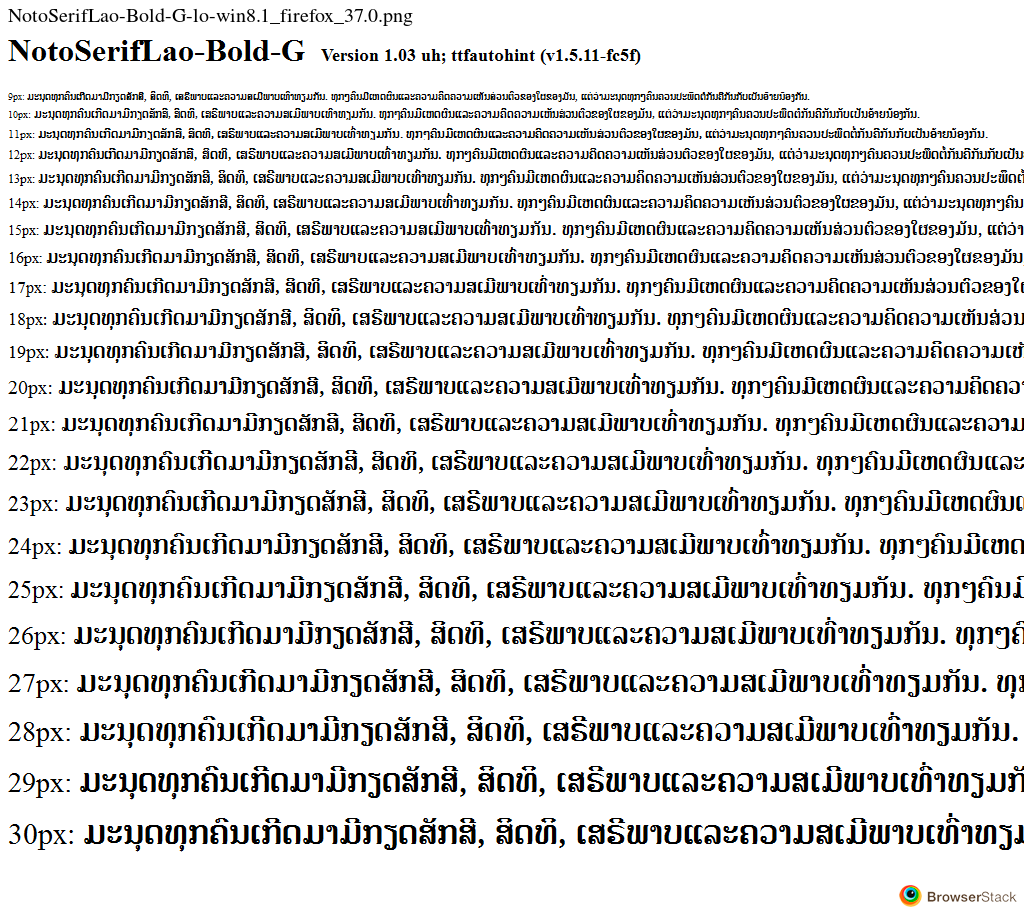 NotoSerifLao-Bold-G-lo-win8.1_firefox_37.0.png
NotoSerifLao-Bold-G Version 1.03 uh; ttfautohint (v1.5.11-fc5f)
9px: ມະນຸດທຸກຄົນເກີດມາມີກຽດສັກສີ, ສິດທິ, ເສຣີພາບແລະຄວາມສເມີພາບເທົ່າທຽມກັນ. ທຸກໆຄົນມີເຫດຜົນແລະຄວາມຄິດຄວາມເຫັນສ່ວນຕົວຂອງໃຜຂອງມັນ, ແຕ່ວ່າມະນຸດທຸກໆຄົນຄວນປະພຶດຕໍ່ກັນຄືກັນກັບເປັນອ້າຍນ້ອງກັນ.
10px: ມະນຸດທຸກຄົນເກີດມາມີກຽດສັກສີ, ສິດທິ, ເສຣີພາບແລະຄວາມສເມີພາບເທົ່າທຽມກັນ. ທຸກໆຄົນມີເຫດຜົນແລະຄວາມຄິດຄວາມເຫັນສ່ວນຕົວຂອງໃຜຂອງມັນ, ແຕ່ວ່າມະນຸດທຸກໆຄົນຄວນປະພຶດຕໍ່ກັນຄືກັນກັບເປັນອ້າຍນ້ອງກັນ.
11px: ມະນຸດທຸກຄົນເກີດມາມີກຽດສັກສີ, ສິດທິ, ເສຣີພາບແລະຄວາມສເມີພາບເທົ່າທຽມກັນ. ທຸກໆຄົນມີເຫດຜົນແລະຄວາມຄິດຄວາມເຫັນສ່ວນຕົວຂອງໃຜຂອງມັນ, ແຕ່ວ່າມະນຸດທຸກໆຄົນຄວນປະພຶດຕໍ່ກັນຄືກັນກັບເປັນອ້າຍນ້ອງກັນ.
12px: ມະນຸດທຸກຄົນເກີດມາມີກຽດສັກສີ, ສິດທິ, ເສຣີພາບແລະຄວາມສເມີພາບເທົ່າທຽມກັນ. ທຸກໆຄົນມີເຫດຜົນແລະຄວາມຄິດຄວາມເຫັນສ່ວນຕົວຂອງໃຜຂອງມັນ, ແຕ່ວ່າມະນຸດທຸກໆຄົນຄວນປະພຶດຕໍ່ກັນຄືກັນກັບເປັນ
13px: ມະນຸດທຸກຄົນເກີດມາມີກຽດສັກສີ, ສິດທິ, ເສຣີພາບແລະຄວາມສເມີພາບເທົ່າທຽມກັນ. ທຸກໆຄົນມີເຫດຜົນແລະຄວາມຄິດຄວາມເຫັນສ່ວນຕົວຂອງໃຜຂອງມັນ, ແຕ່ວ່າມະນຸດທຸກໆຄົນຄວນປະພຶດຕໍ່
14px: ມະນຸດທຸກຄົນເກີດມາມີກຽດສັກສີ, ສິດທິ, ເສຣີພາບແລະຄວາມສເມີພາບເທົ່າທຽມກັນ. ທຸກໆຄົນມີເຫດຜົນແລະຄວາມຄິດຄວາມເຫັນສ່ວນຕົວຂອງໃຜຂອງມັນ, ແຕ່ວ່າມະນຸດທຸກໆຄົນ
15px: ມະນຸດທຸກຄົນເກີດມາມີກຽດສັກສີ, ສິດທິ, ເສຣີພາບແລະຄວາມສເມີພາບເທົ່າທຽມກັນ. ທຸກໆຄົນມີເຫດຜົນແລະຄວາມຄິດຄວາມເຫັນສ່ວນຕົວຂອງໃຜຂອງມັນ, ແຕ່ວ່າ
16px: ມະນຸດທຸກຄົນເກີດມາມີກຽດສັກສີ, ສິດທິ, ເສຣີພາບແລະຄວາມສເມີພາບເທົ່າທຽມກັນ. ທຸກໆຄົນມີເຫດຜົນແລະຄວາມຄິດຄວາມເຫັນສ່ວນຕົວຂອງໃຜຂອງມັນ
17px: ມະນຸດທຸກຄົນເກີດມາມີກຽດສັກສີ, ສິດທິ, ເສຣີພາບແລະຄວາມສເມີພາບເທົ່າທຽມກັນ. ທຸກໆຄົນມີເຫດຜົນແລະຄວາມຄິດຄວາມເຫັນສ່ວນຕົວຂອງໃຜ
18px: ມະນຸດທຸກຄົນເກີດມາມີກຽດສັກສີ, ສິດທິ, ເສຣີພາບແລະຄວາມສເມີພາບເທົ່າທຽມກັນ. ທຸກໆຄົນມີເຫດຜົນແລະຄວາມຄິດຄວາມເຫັນສ່ວນ
19px: ມະນຸດທຸກຄົນເກີດມາມີກຽດສັກສີ, ສິດທິ, ເສຣີພາບແລະຄວາມສເມີພາບເທົ່າທຽມກັນ. ທຸກໆຄົນມີເຫດຜົນແລະຄວາມຄິດຄວາມເຫັ
20px: ມະນຸດທຸກຄົນເກີດມາມີກຽດສັກສີ, ສິດທິ, ເສຣີພາບແລະຄວາມສເມີພາບເທົ່າທຽມກັນ. ທຸກໆຄົນມີເຫດຜົນແລະຄວາມຄິດຄວາ
21px: ມະນຸດທຸກຄົນເກີດມາມີກຽດສັກສີ, ສິດທິ, ເສຣີພາບແລະຄວາມສເມີພາບເທົ່າທຽມກັນ. ທຸກໆຄົນມີເຫດຜົນແລະຄວາມ
22px: ມະນຸດທຸກຄົນເກີດມາມີກຽດສັກສີ, ສິດທິ, ເສຣີພາບແລະຄວາມສເມີພາບເທົ່າທຽມກັນ. ທຸກໆຄົນມີເຫດຜົນແລະ
23px: ມະນຸດທຸກຄົນເກີດມາມີກຽດສັກສີ, ສິດທິ, ເສຣີພາບແລະຄວາມສເມີພາບເທົ່າທຽມກັນ. ທຸກໆຄົນມີເຫດຜົນແ
24px: ມະນຸດທຸກຄົນເກີດມາມີກຽດສັກສີ, ສິດທິ, ເສຣີພາບແລະຄວາມສເມີພາບເທົ່າທຽມກັນ. ທຸກໆຄົນມີເຫດ
25px: ມະນຸດທຸກຄົນເກີດມາມີກຽດສັກສີ, ສິດທິ, ເສຣີພາບແລະຄວາມສເມີພາບເທົ່າທຽມກັນ. ທຸກໆຄົນມີ
26px: ມະນຸດທຸກຄົນເກີດມາມີກຽດສັກສີ, ສິດທິ, ເສຣີພາບແລະຄວາມສເມີພາບເທົ່າທຽມກັນ. ທຸກໆຄົ
27px: ມະນຸດທຸກຄົນເກີດມາມີກຽດສັກສີ, ສິດທິ, ເສຣີພາບແລະຄວາມສເມີພາບເທົ່າທຽມກັນ. ທຸກ
28px: ມະນຸດທຸກຄົນເກີດມາມີກຽດສັກສີ, ສິດທິ, ເສຣີພາບແລະຄວາມສເມີພາບເທົ່າທຽມກັນ.
29px: ມະນຸດທຸກຄົນເກີດມາມີກຽດສັກສີ, ສິດທິ, ເສຣີພາບແລະຄວາມສເມີພາບເທົ່າທຽມກັນ
30px: ມະນຸດທຸກຄົນເກີດມາມີກຽດສັກສີ, ສິດທິ, ເສຣີພາບແລະຄວາມສເມີພາບເທົ່າທຽມ
BrowserStack